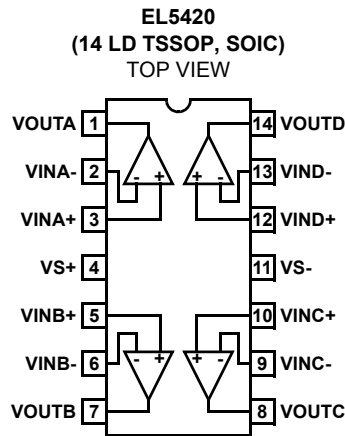 EL5420
(14 LD TSSOP, SOIC)
TOP VIEW
VOUTA 1 14 VOUTD
VINA- 2 - + + - 13 VIND-
VINA+ 3 12 VIND+
VS+ 4 11 VS-
VINB+ 5 10 VINC+
VINB- 6 - + + - 9 VINC-
VOUTB 7 8 VOUTC